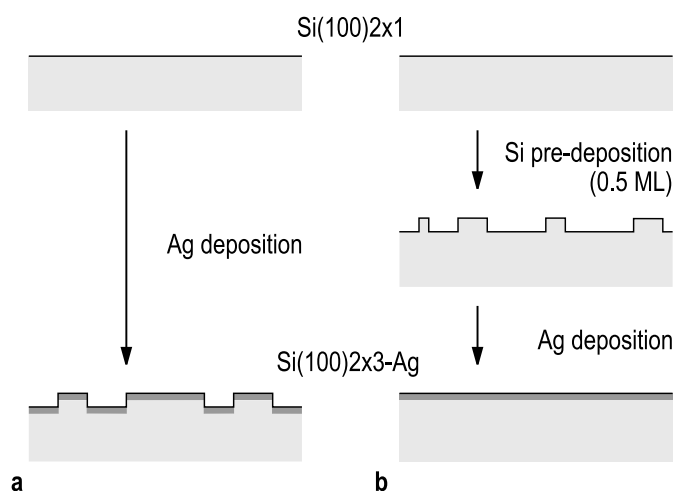 Si(100)2x1
Si pre-deposition
(0.5 ML)
Ag deposition
Ag deposition
Si(100)2x3-Ag
a
b